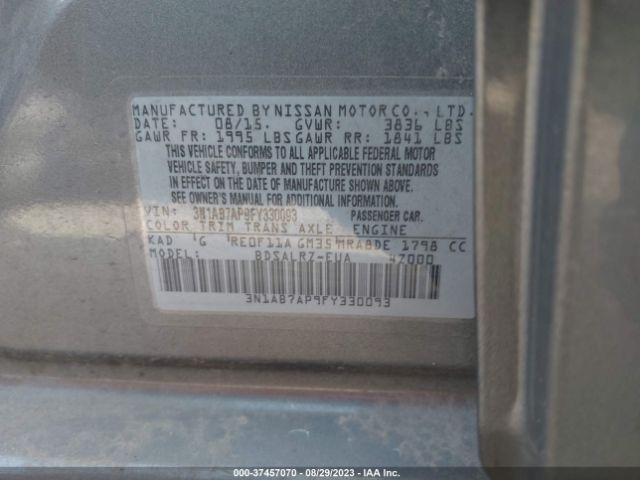 MANUFACTURED BY NISSAN MOTOR CO., LTD.
DATE: 08/15. GVWR: 3836 LBS
GAWR FR: 1995 LBS GAWR RR: 1841 LBS
THIS VEHICLE CONFORMS TO ALL APPLICABLE FEDERAL MOTOR
VEHICLE SAFETY, BUMPER AND THEFT PREVENTION STANDARDS
IN EFFECT ON THE DATE OF MANUFACTURE SHOWN ABOVE.
SEE OWNER'S MANUAL FOR ADDITIONAL INFORMATION.
VIN: 3N1AB7AP9FY330093 PASSENGER CAR.
COLOR TRIM TRANS AXLE ENGINE
KAD G RE0F11A GM35 MRA8DE 1798 CC
MODEL: BDSALRZ-EUA 47000
3N1AB7AP9FY330093
000-37457070 - 08/29/2023 - IAA Inc.